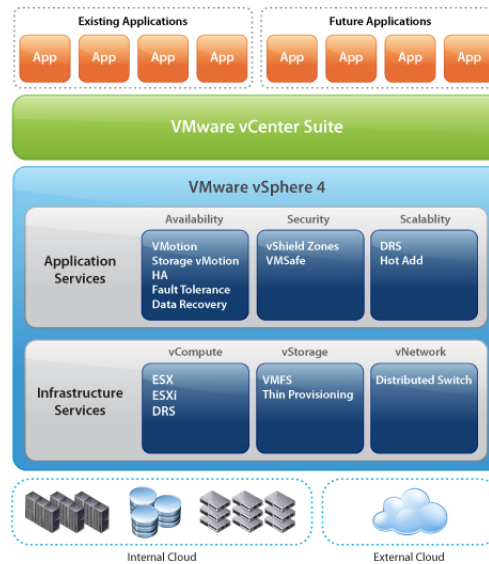 Existing Applications
Future Applications
App App App App
App App App App
VMware vCenter Suite
VMware vSphere 4
Application
Services
Availability
VMotion
Storage vMotion
HA
Fault Tolerance
Data Recovery
Security
vShield Zones
VMSafe
Scalablity
DRS
Hot Add
Infrastructure
Services
vCompute
ESX
ESXi
DRS
vStorage
VMFS
Thin Provisioning
vNetwork
Distributed Switch
Internal Cloud
External Cloud